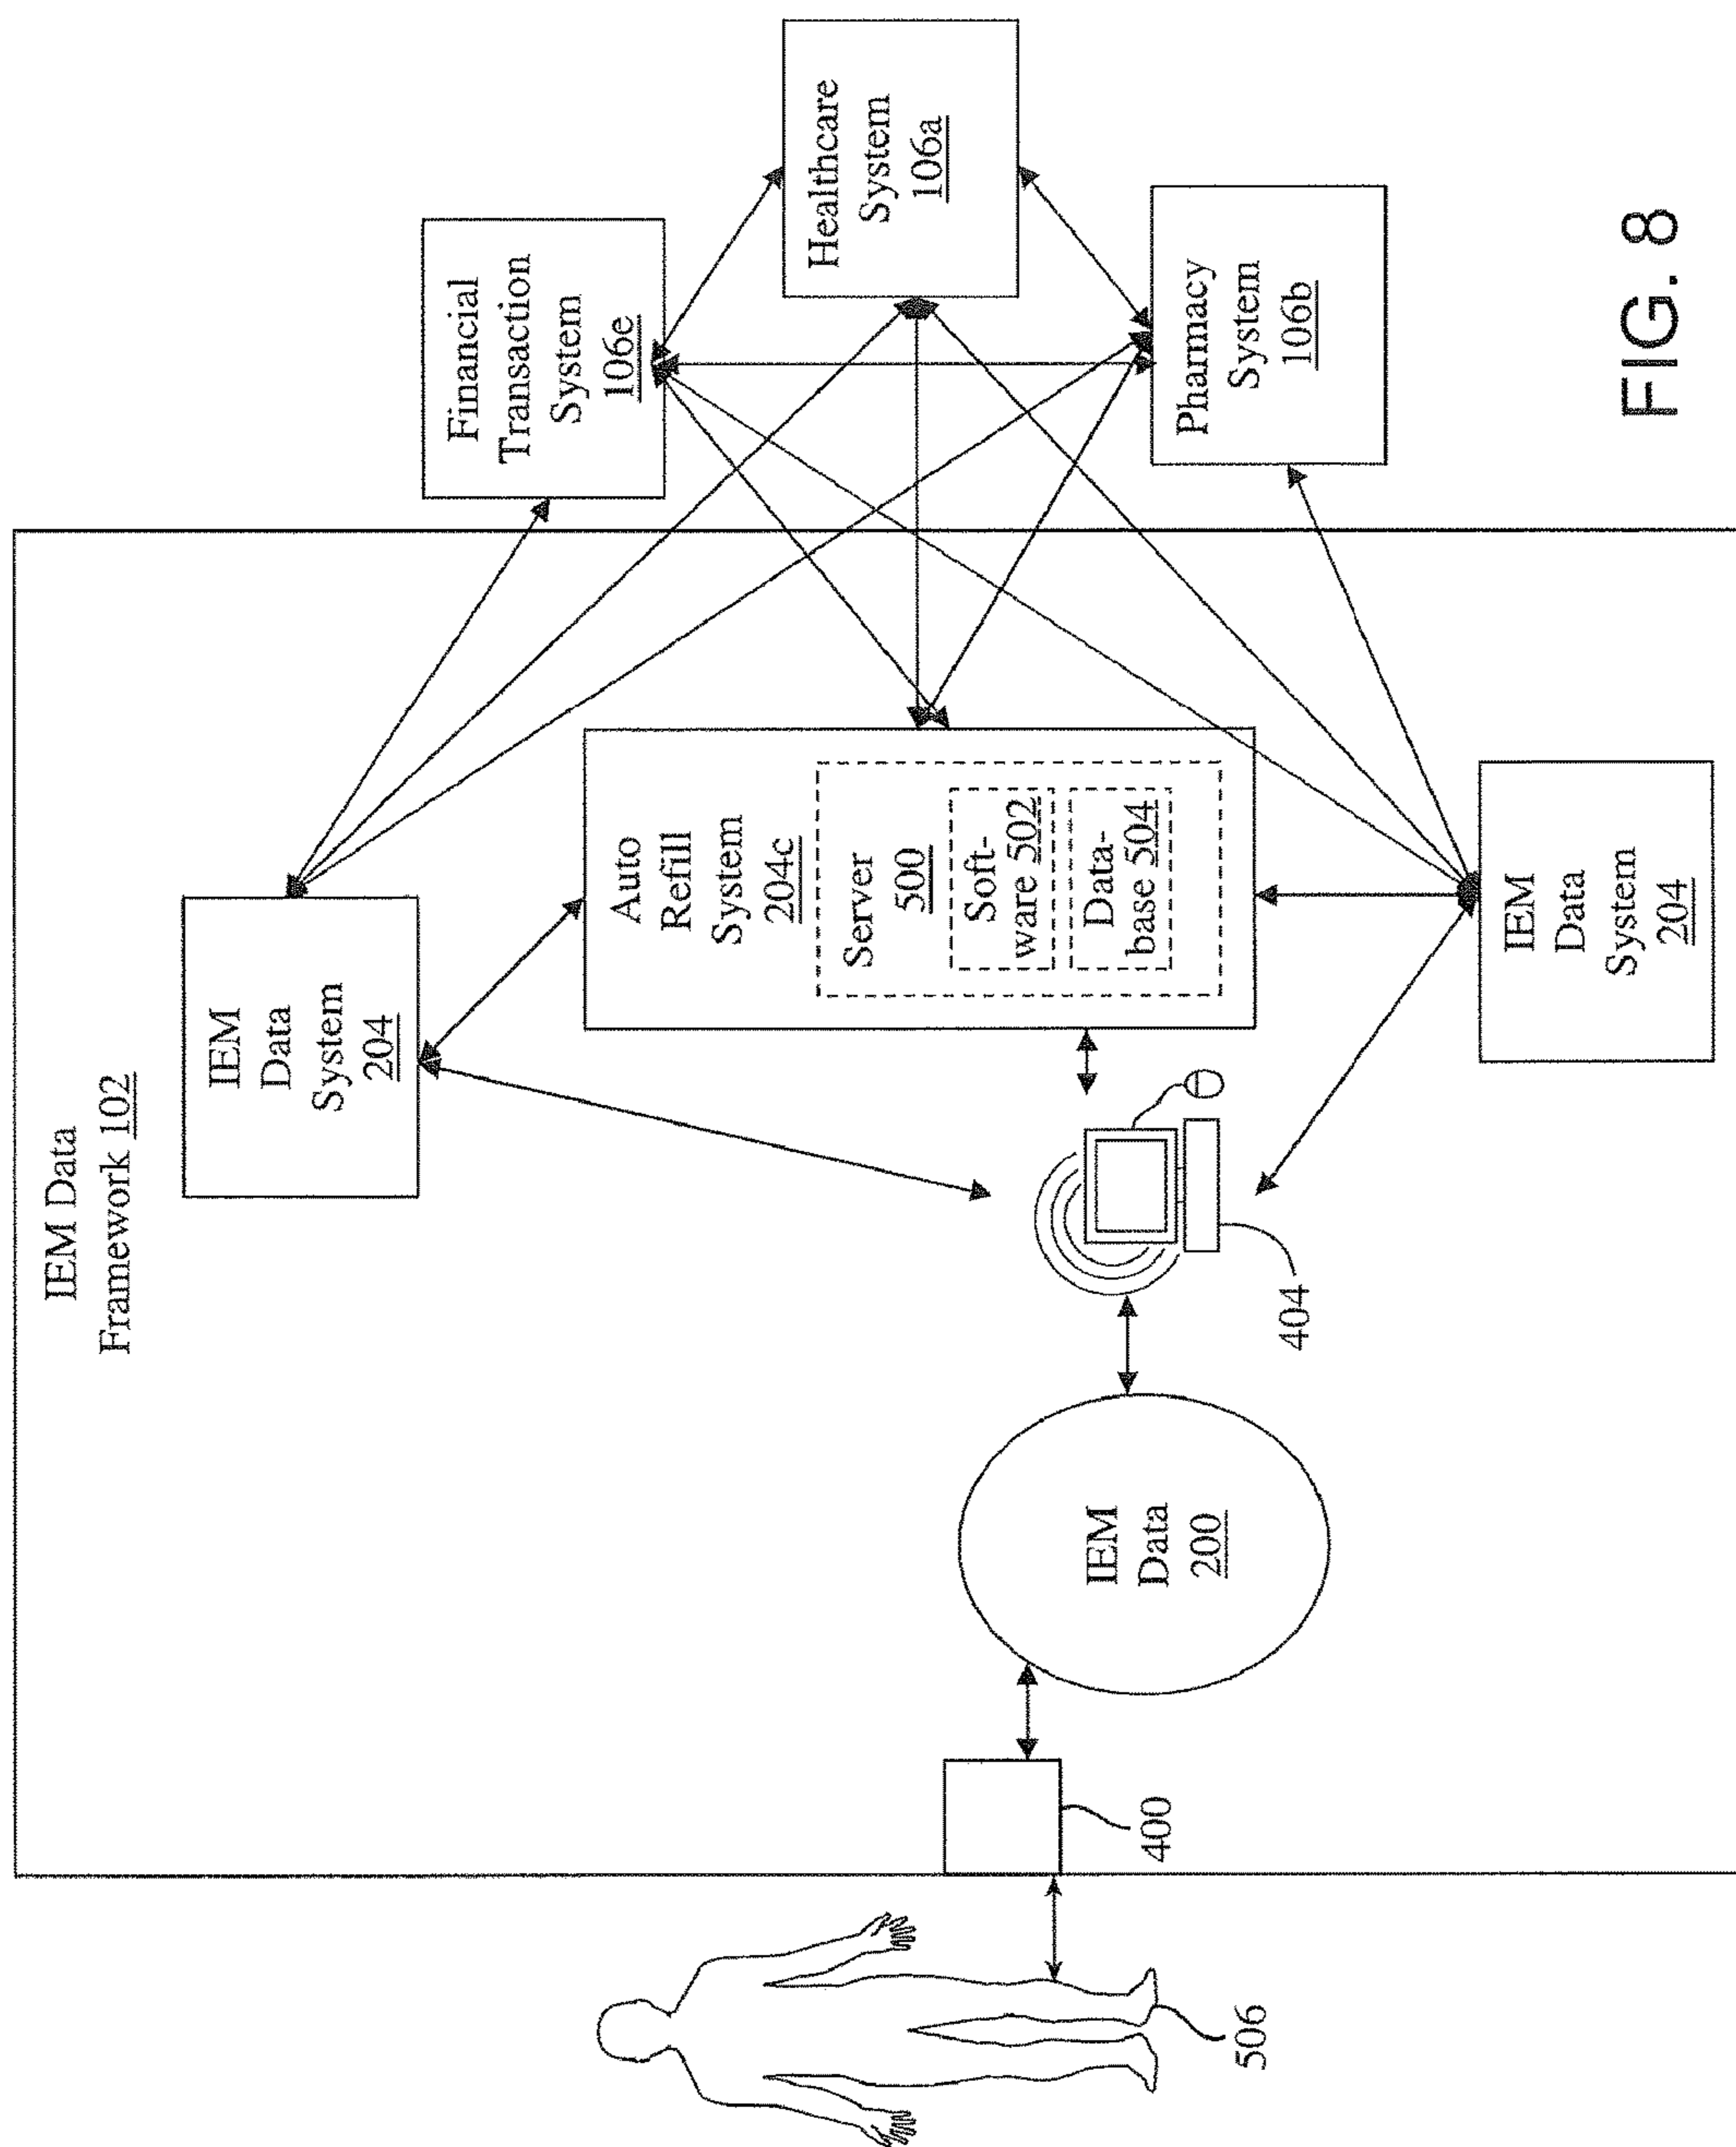 IEM Data
Framework 102
IEM
Data
System
204
Financial
Transaction
System
106e
Auto
Refill
System
204c
Server
500
Soft-
ware 502
Data-
base 504
Healthcare
System
106a
IEM
Data
200
404
400
506
Pharmacy
System
106b
IEM
Data
System
204
FIG. 8